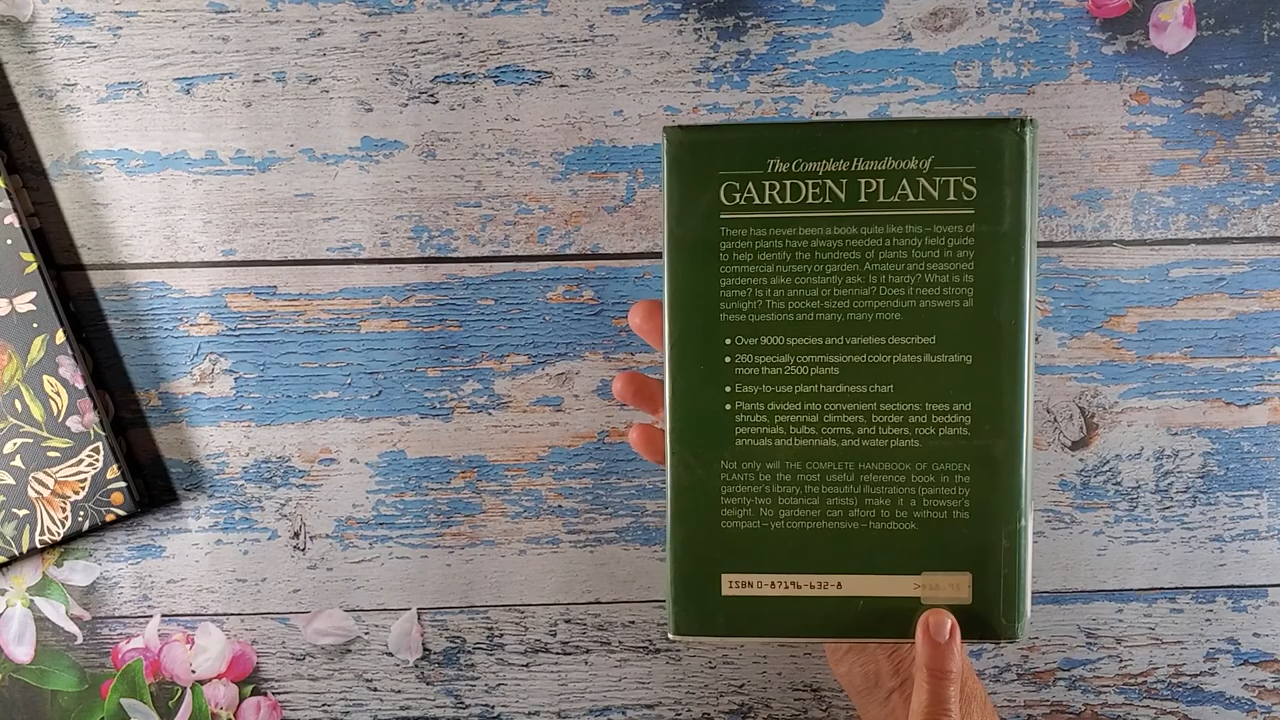 The Complete Handbook of
GARDEN PLANTS
There has never been a book quite like this – lovers of
garden plants have always needed a handy field guide
to help identify the hundreds of plants found in any
commercial nursery or garden. Amateur and seasoned
gardeners alike constantly ask: Is it hardy? What is its
name? Is it an annual or biennial? Does it need strong
sunlight? This pocket-sized compendium answers all
these questions and many, many more.
● Over 9000 species and varieties described
● 260 specially commissioned color plates illustrating
more than 2500 plants
● Easy-to-use plant hardiness chart
● Plants divided into convenient sections: trees and
shrubs, perennial climbers, border and bedding
perennials, bulbs, corms, and tubers, rock plants,
annuals and biennials, and water plants.
Not only will THE COMPLETE HANDBOOK OF GARDEN
PLANTS be the most useful reference book in the
gardener's library, the beautiful illustrations (painted by
twenty-two botanical artists) make it a browser's
delight. No gardener can afford to be without this
compact – yet comprehensive – handbook.
ISBN 0-87196-632-8 >